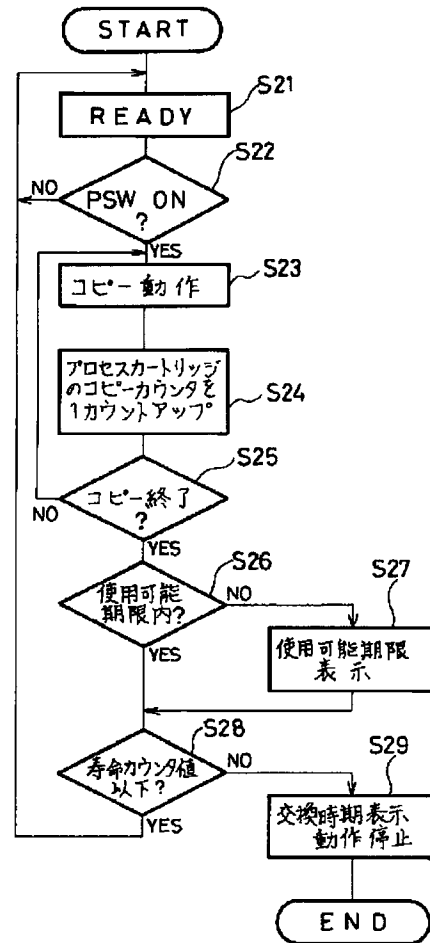 START
S21
READY
S22
NO
PSW ON
?
YES
S23
コピー動作
S24
プロセスカートリッジ
のコピーカウンタを
1カウントアップ
S25
コピー終了
?
NO
YES
S26
使用可能
期限内?
NO
YES
S27
使用可能期限
表示
S28
寿命カウンタ値
以下?
NO
YES
S29
交換時期表示
動作停止
END